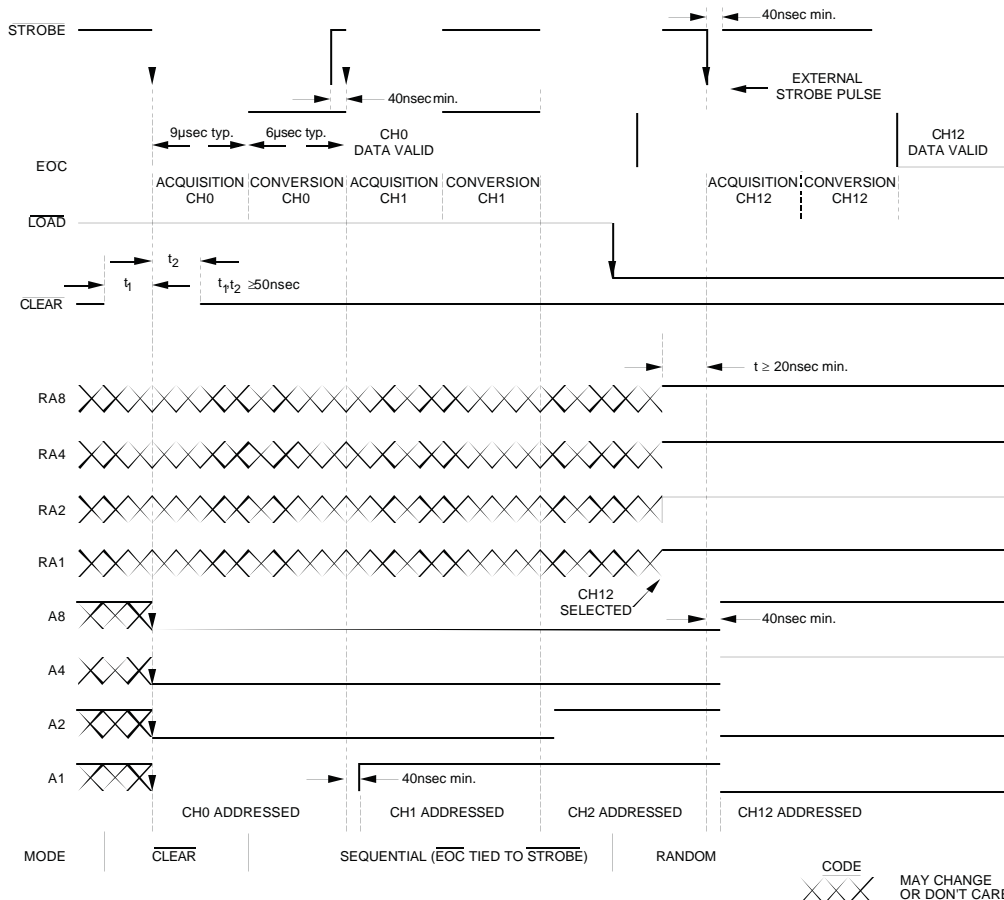 40nsec min.
STROBE
EXTERNAL
STROBE PULSE
40nsec min.
9µsec typ.
6µsec typ.
CH0
DATA VALID
CH12
DATA VALID
EOC
ACQUISITION
CH0
CONVERSION
CH0
ACQUISITION
CH1
CONVERSION
CH1
ACQUISITION
CH12
CONVERSION
CH12
LOAD
t2
t1
t1,t2 ≥50nsec
CLEAR
t ≥ 20nsec min.
RA8
RA4
RA2
RA1
CH12
SELECTED
A8
40nsec min.
A4
A2
A1
40nsec min.
CH0 ADDRESSED
CH1 ADDRESSED
CH2 ADDRESSED
CH12 ADDRESSED
MODE
CLEAR
SEQUENTIAL (EOC TIED TO STROBE)
RANDOM
CODE
MAY CHANGE
OR DON'T CARE